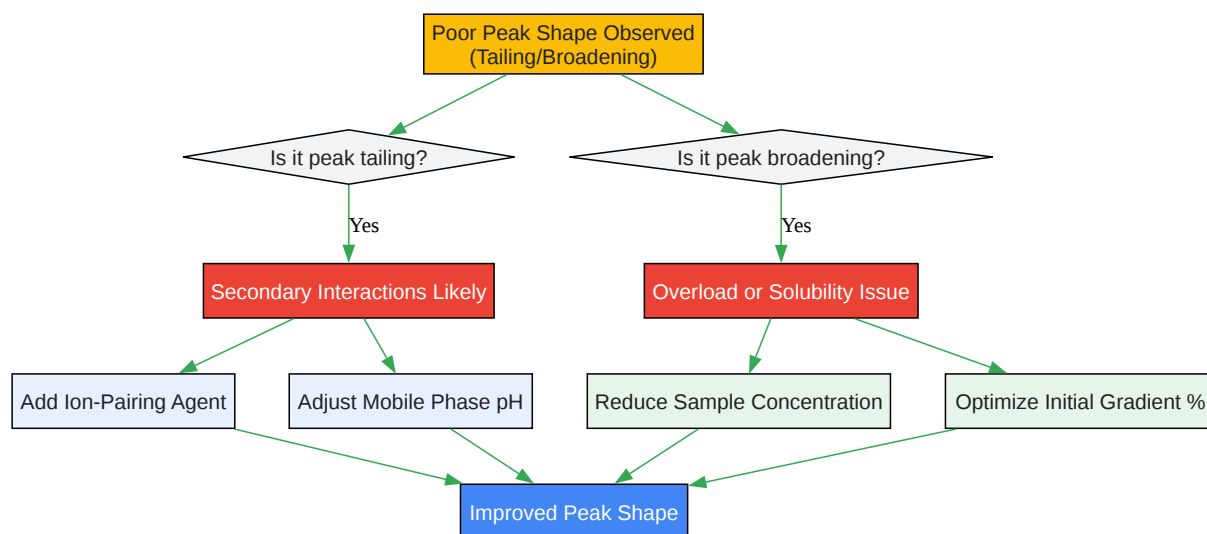 Poor Peak Shape Observed
(Tailing/Broadening)
Is it peak tailing?
Is it peak broadening?
Yes
Yes
Secondary Interactions Likely
Overload or Solubility Issue
Add Ion-Pairing Agent
Adjust Mobile Phase pH
Reduce Sample Concentration
Optimize Initial Gradient %
Improved Peak Shape